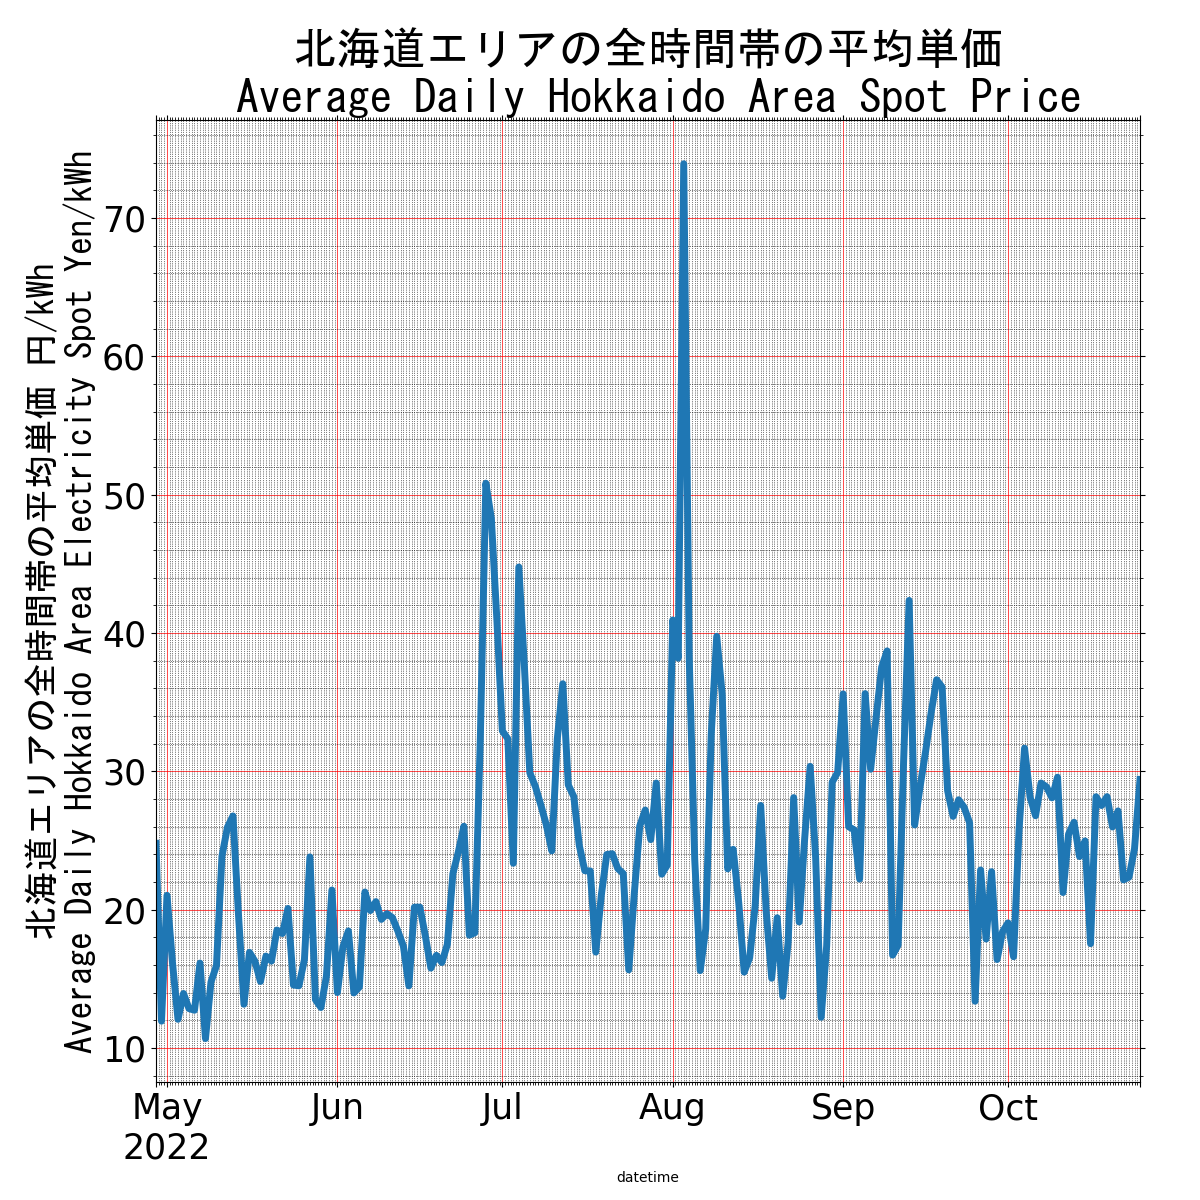 北海道エリアの全時間帯の平均単価
Average Daily Hokkaido Area Spot Price
北海道エリアの全時間帯の平均単価 円/kWh
Average Daily Hokkaido Area Electricity Spot Yen/kWh
70
60
50
40
30
20
10
May Jun Jul Aug Sep Oct
2022
datetime